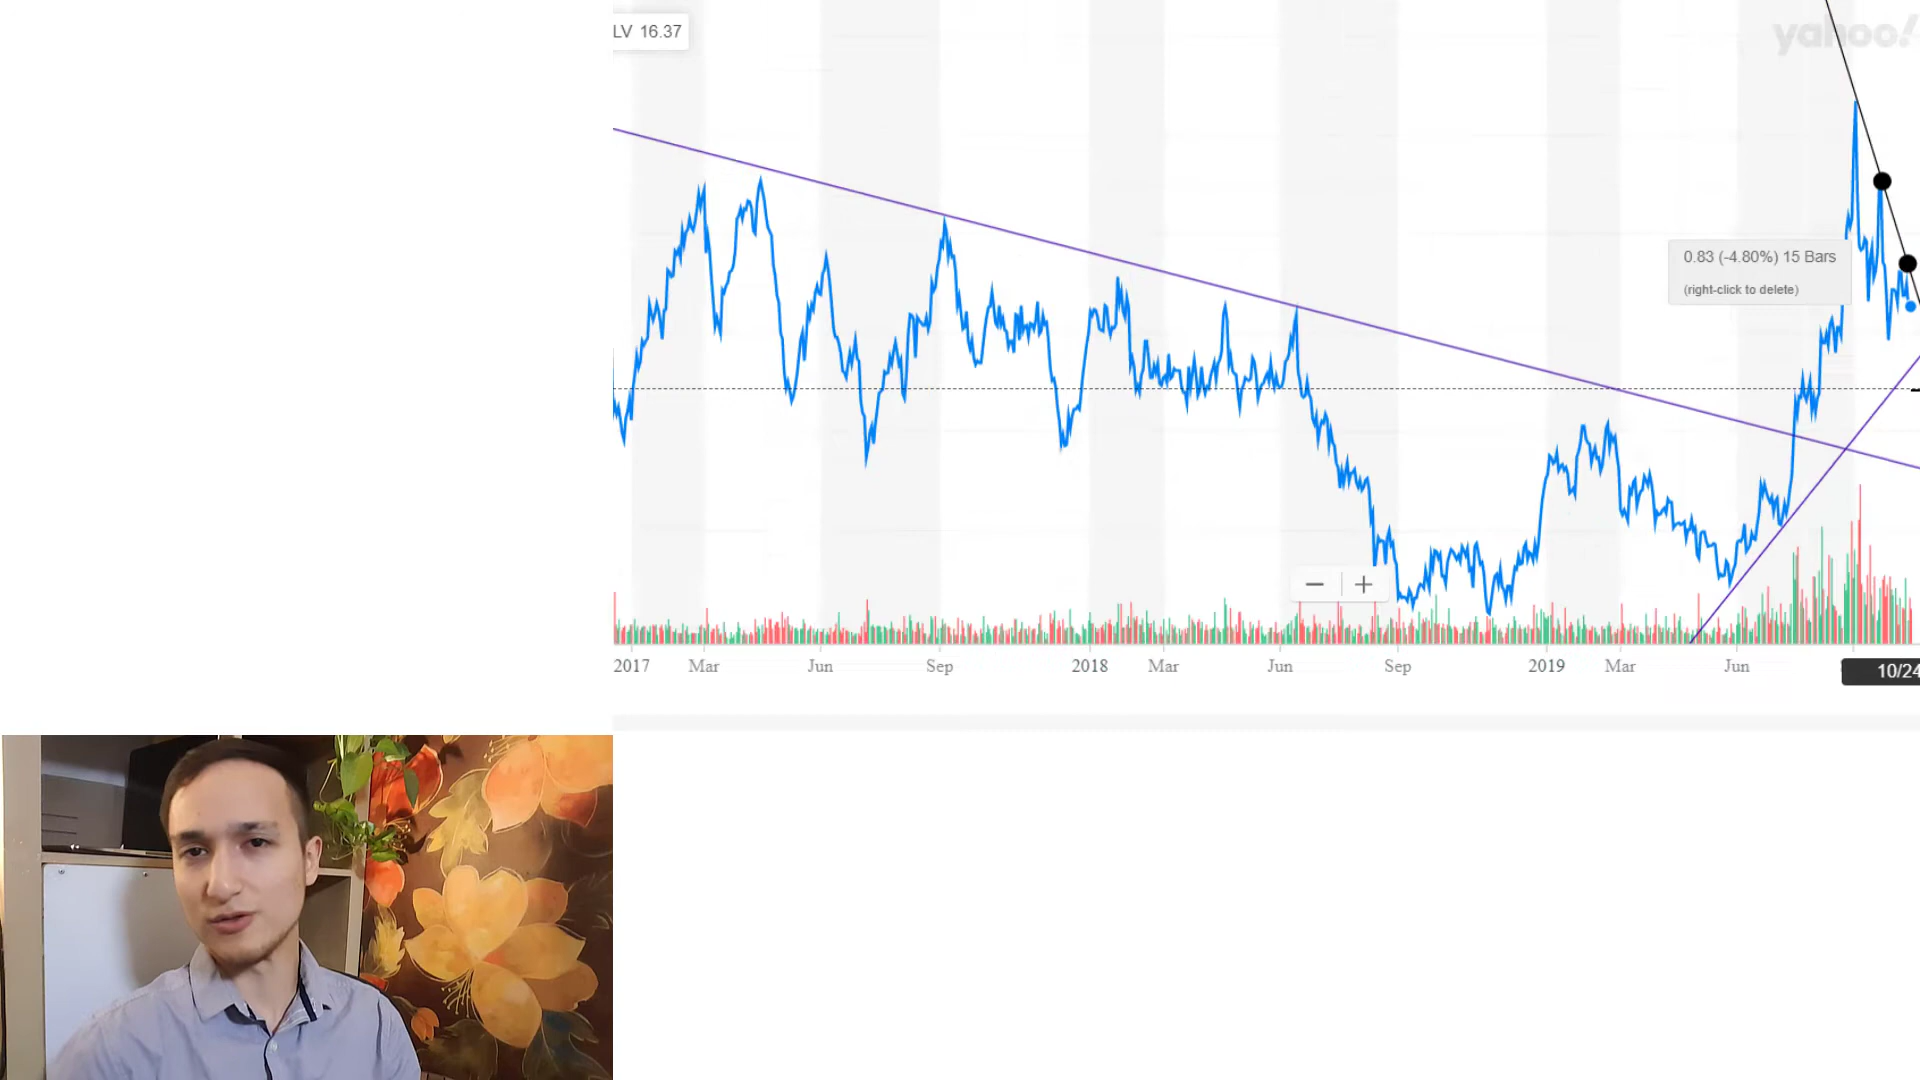 LV 16.37
yahoo!
0.83 (-4.80%) 15 Bars
(right-click to delete)
2017 Mar Jun Sep 2018 Mar Jun Sep 2019 Mar Jun 10/24